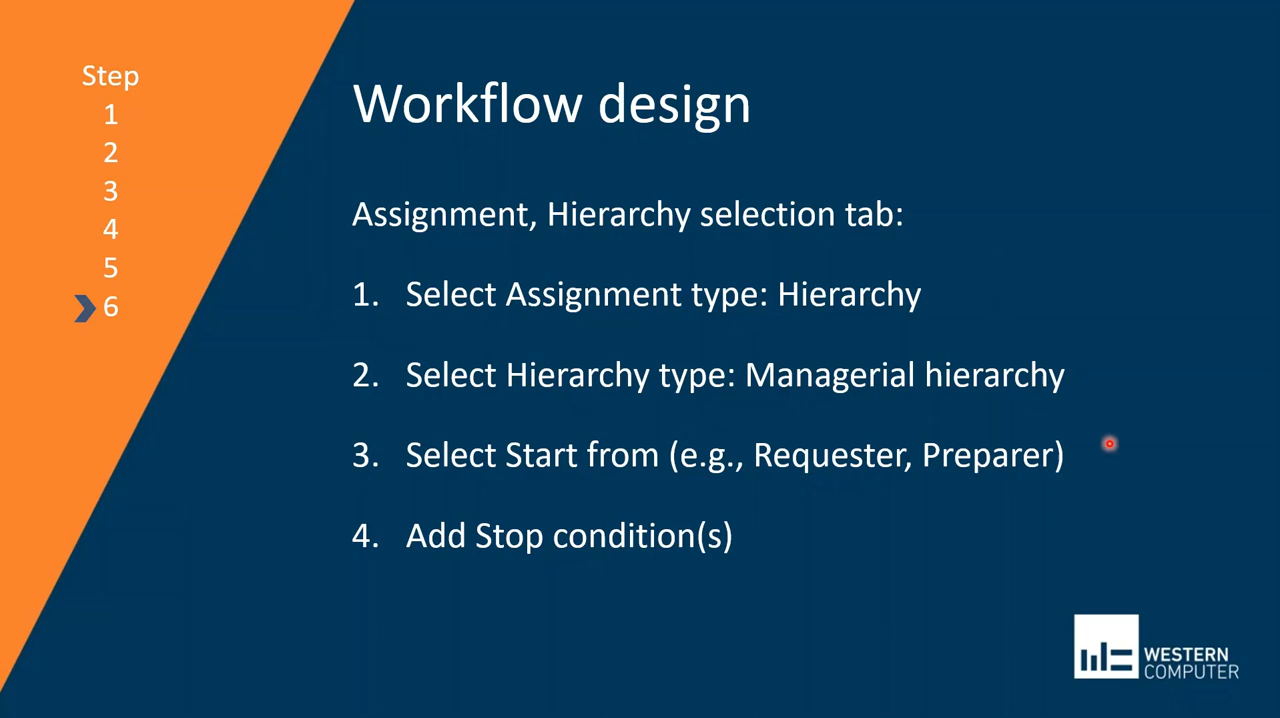 Step
1
2
3
4
5
6
Workflow design
Assignment, Hierarchy selection tab:
1. Select Assignment type: Hierarchy
2. Select Hierarchy type: Managerial hierarchy
3. Select Start from (e.g., Requester, Preparer)
4. Add Stop condition(s)
WESTERN
COMPUTER